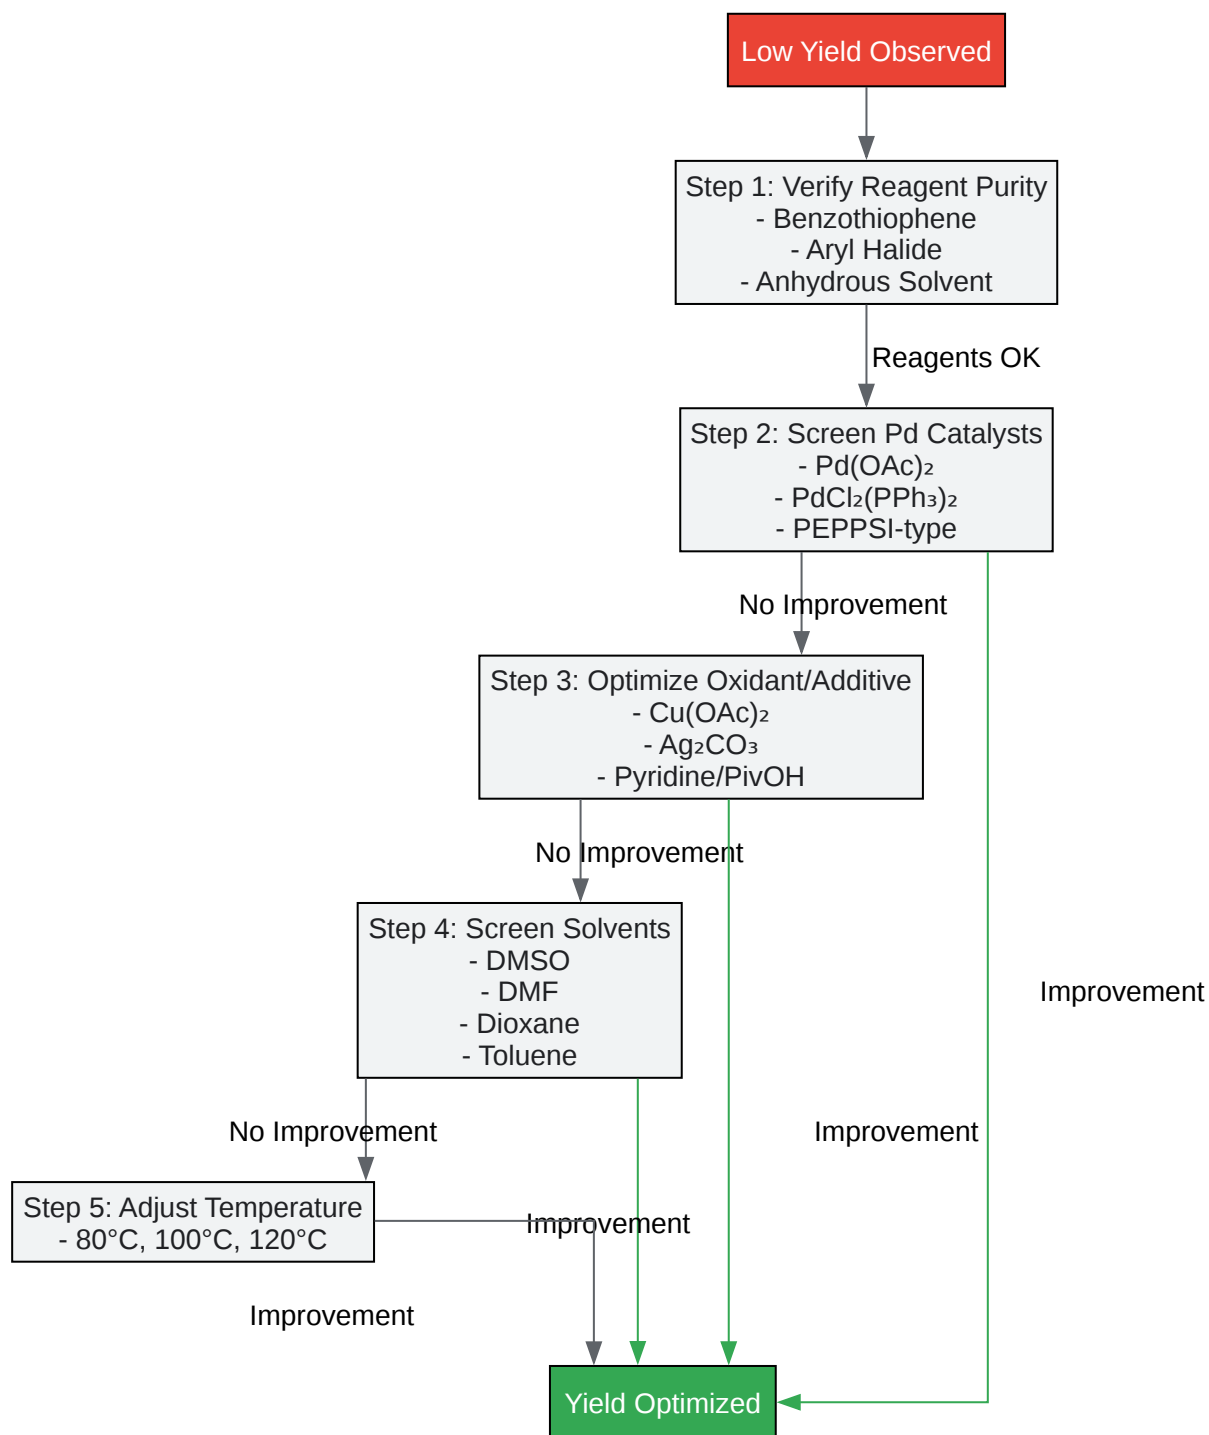 Low Yield Observed
Step 1: Verify Reagent Purity
- Benzothiophene
- Aryl Halide
- Anhydrous Solvent
Reagents OK
Step 2: Screen Pd Catalysts
- Pd(OAc)₂
- PdCl₂(PPh₃)₂
- PEPPSI-type
No Improvement
Step 3: Optimize Oxidant/Additive
- Cu(OAc)₂
- Ag₂CO₃
- Pyridine/PivOH
No Improvement
Step 4: Screen Solvents
- DMSO
- DMF
- Dioxane
- Toluene
Improvement
No Improvement
Improvement
Step 5: Adjust Temperature
- 80°C, 100°C, 120°C
Improvement
Improvement
Yield Optimized